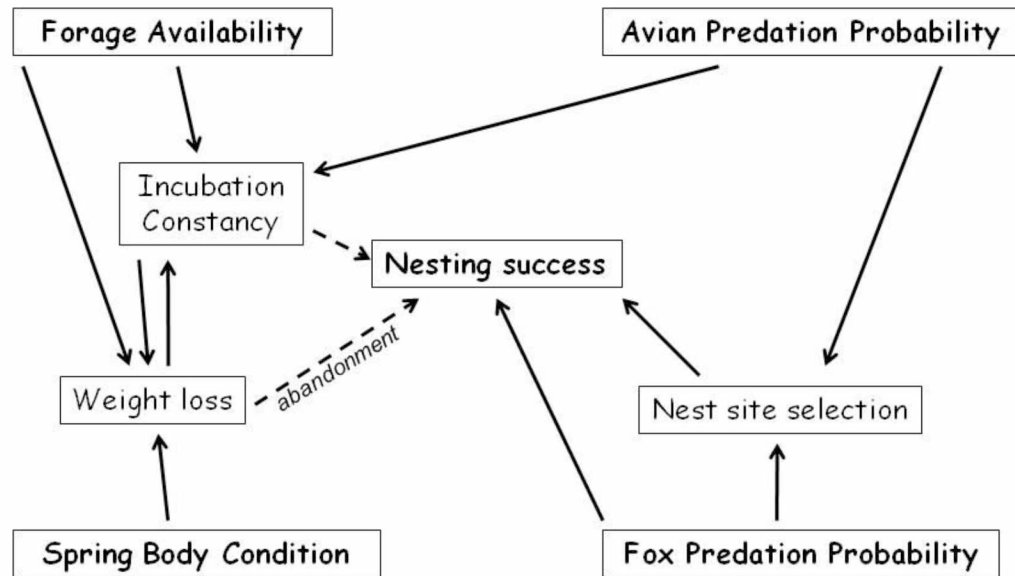 Forage Availability
Avian Predation Probability
Incubation
Constancy
Nesting success
abandonment
Weight loss
Nest site selection
Spring Body Condition
Fox Predation Probability